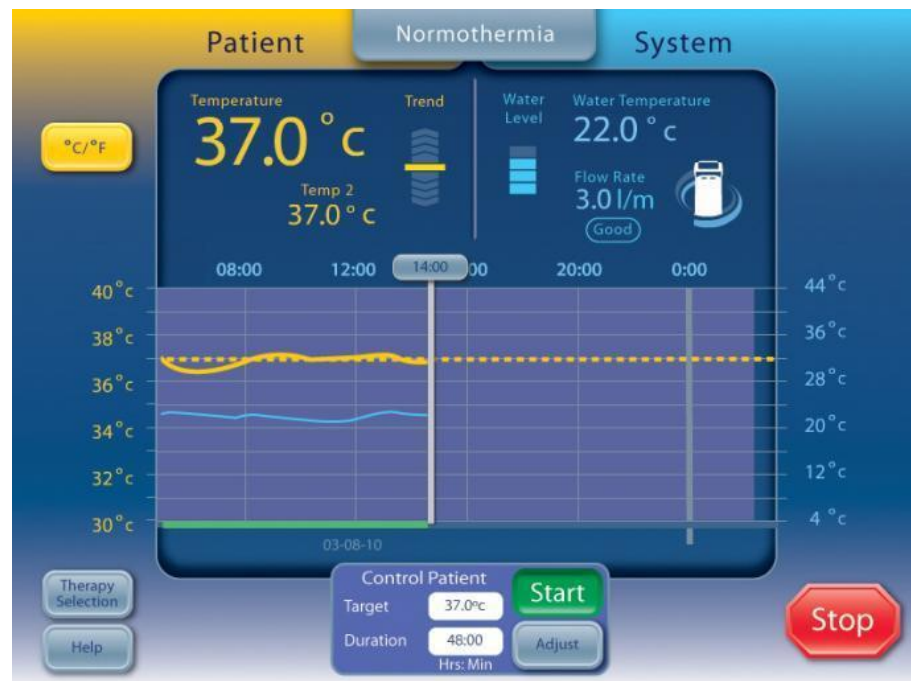 Normothermia
Patient
System
°C/°F
Temperature
37.0 °c
Temp 2
37.0 °c
Trend
Water
Level
Water Temperature
22.0 °c
Flow Rate
3.0 l/m
Good
08:00 12:00 14:00 00 20:00 0:00
40°c
38°c
36°c
34°c
32°c
30°c
44°c
36°c
28°c
20°c
12°c
4°c
03-08-10
Therapy
Selection
Help
Control Patient
Target 37.0ºc
Duration 48:00
Hrs: Min
Start
Adjust
Stop